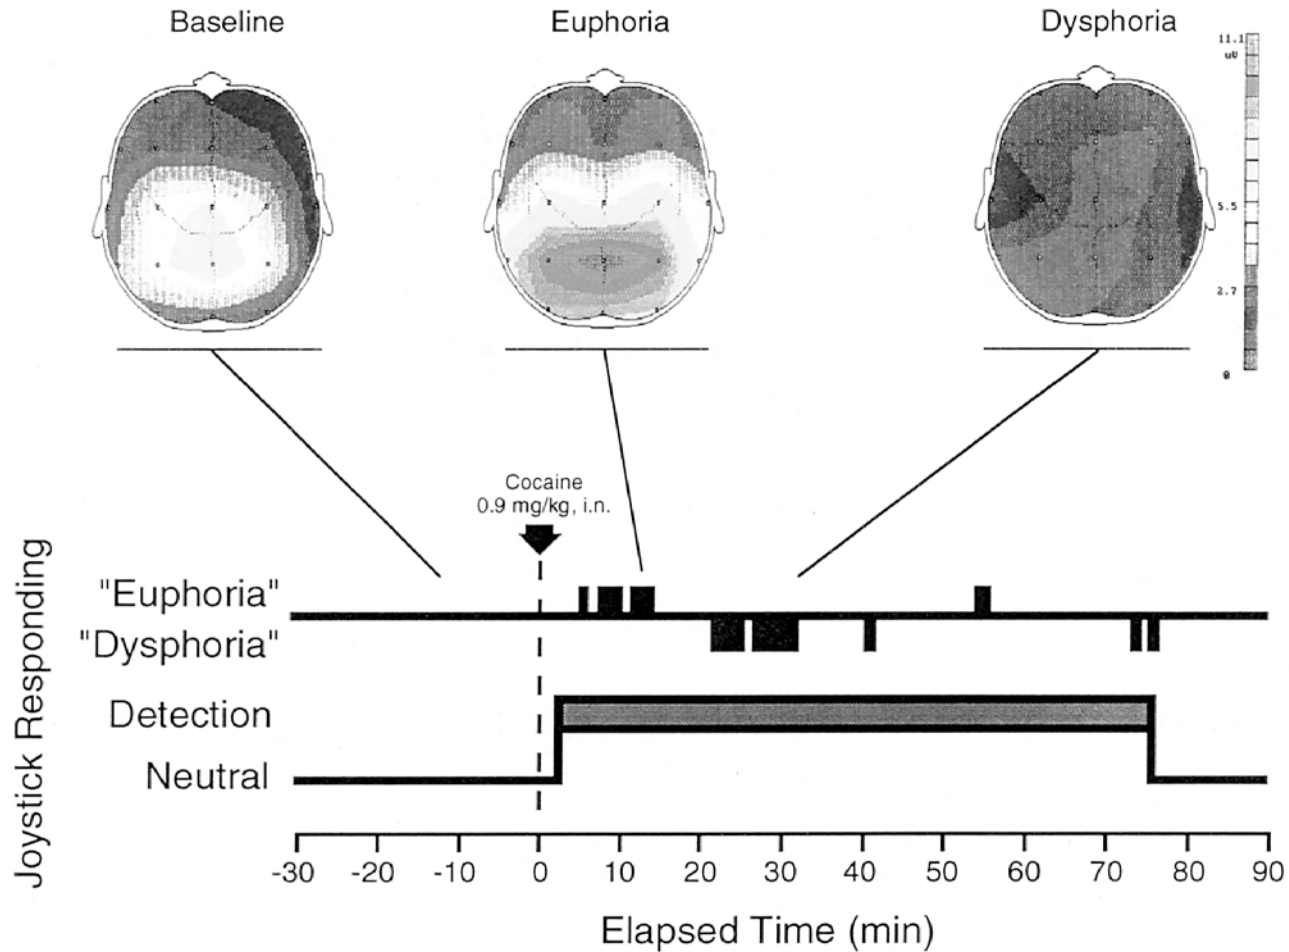 Baseline
Euphoria
Dysphoria
11.1
uV
5.5
2.7
0
Cocaine
0.9 mg/kg, i.n.
Joystick Responding
"Euphoria"
"Dysphoria"
Detection
Neutral
-30 -20 -10 0 10 20 30 40 50 60 70 80 90
Elapsed Time (min)